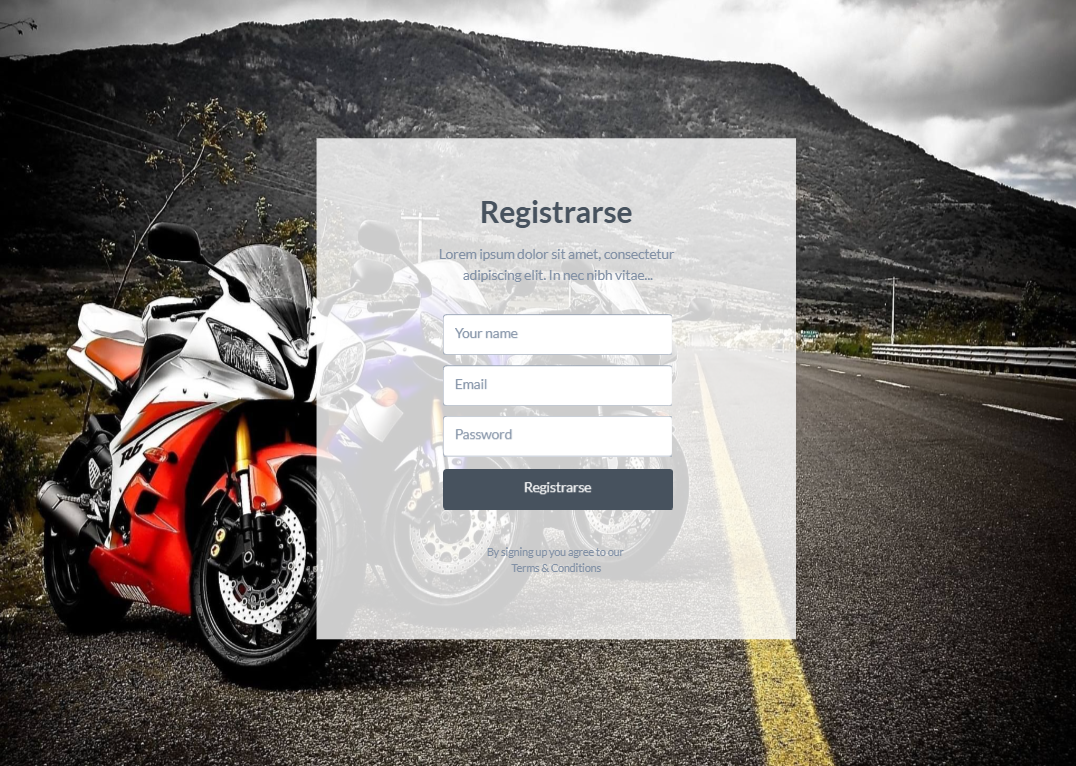 Registrarse
Lorem ipsum dolor sit amet, consectetur
adipiscing elit. In nec nibh vitae...
Your name
Email
Password
R6
Registrarse
By signing up you agree to our
Terms & Conditions